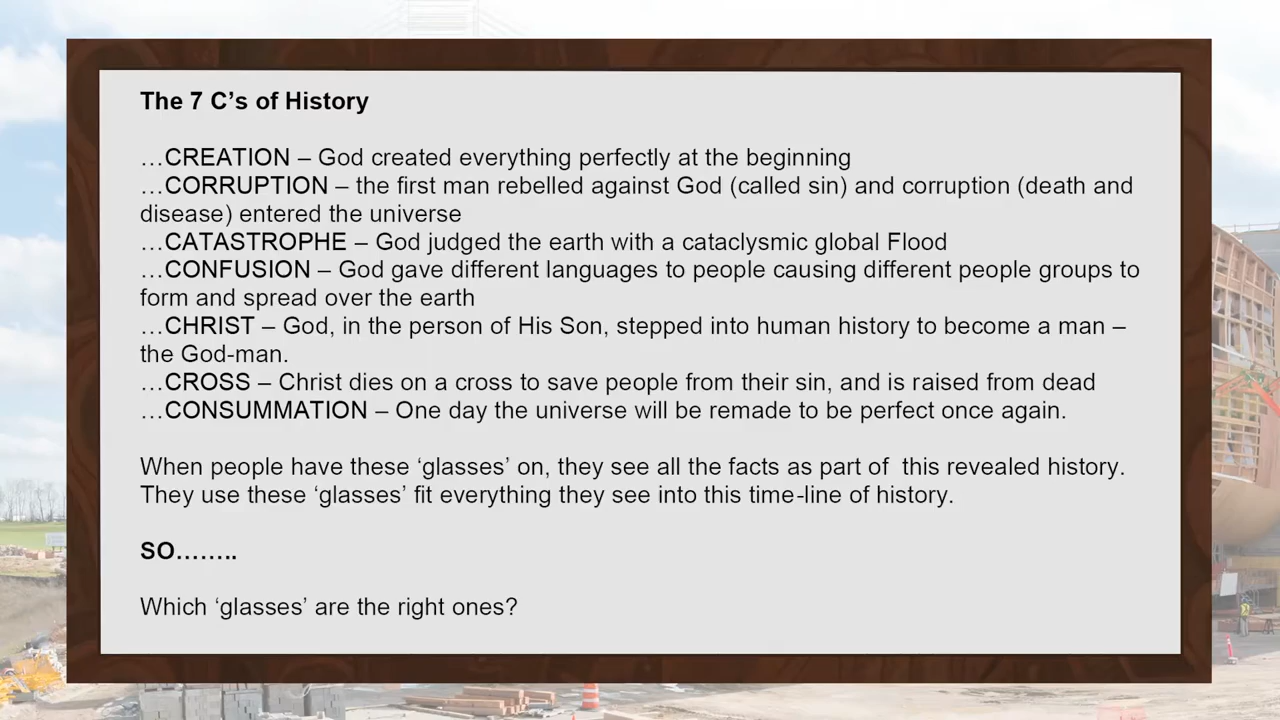 The 7 C’s of History
…CREATION – God created everything perfectly at the beginning
…CORRUPTION – the first man rebelled against God (called sin) and corruption (death and
disease) entered the universe
…CATASTROPHE – God judged the earth with a cataclysmic global Flood
…CONFUSION – God gave different languages to people causing different people groups to
form and spread over the earth
…CHRIST – God, in the person of His Son, stepped into human history to become a man –
the God-man.
…CROSS – Christ dies on a cross to save people from their sin, and is raised from dead
…CONSUMMATION – One day the universe will be remade to be perfect once again.
When people have these ‘glasses’ on, they see all the facts as part of  this revealed history.
They use these ‘glasses’ fit everything they see into this time-line of history.
SO……..
Which ‘glasses’ are the right ones?